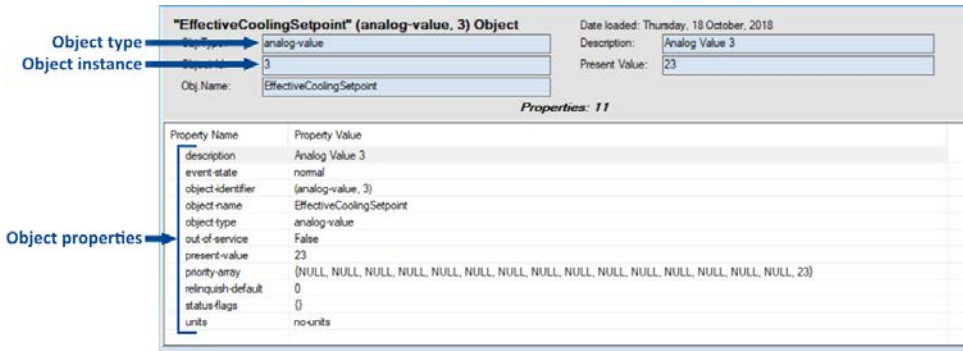 "EffectiveCoolingSetpoint" (analog-value, 3) Object
Date loaded: Thursday, 18 October, 2018
Object type
analog-value
Description: Analog Value 3
Object instance
3
Present Value: 23
Obj.Name: EffectiveCoolingSetpoint
Properties: 11
Property Name Property Value
description Analog Value 3
event-state normal
object-identifier (analog-value, 3)
object-name EffectiveCoolingSetpoint
object-type analog-value
Object properties
out-of-service False
present-value 23
priority-array {NULL, NULL, NULL, NULL, NULL, NULL, NULL, NULL, NULL, NULL, NULL, NULL, NULL, NULL, NULL, 23}
relinquish-default 0
status-flags {}
units no-units